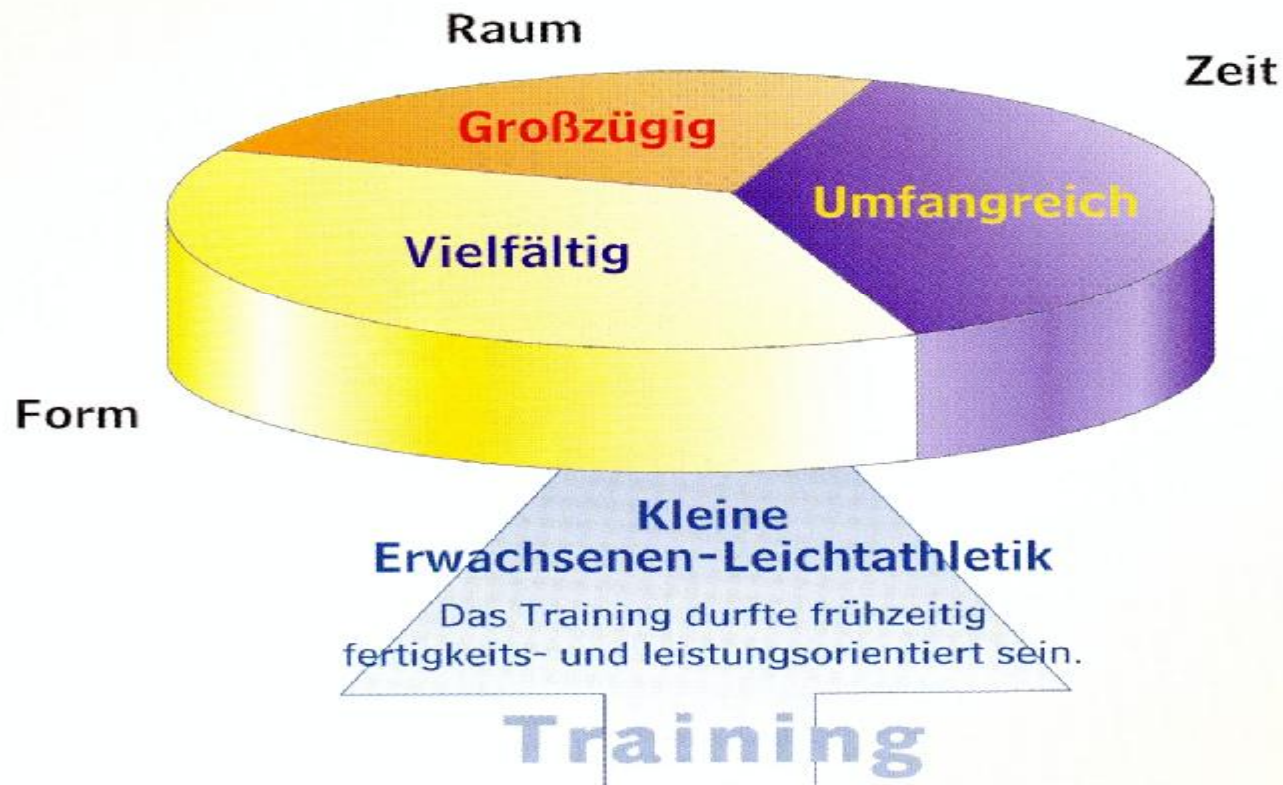 Raum
Zeit
Großzügig
Umfangreich
Vielfältig
Form
Kleine
Erwachsenen-Leichtathletik
Das Training durfte frühzeitig
fertigkeits- und leistungsorientiert sein.
Training